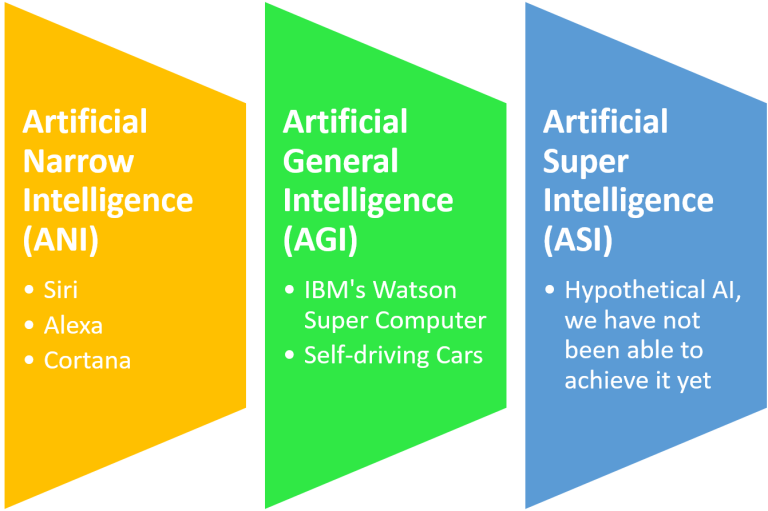 Artificial
Narrow
Intelligence
(ANI)
• Siri
• Alexa
• Cortana
Artificial
General
Intelligence
(AGI)
• IBM's Watson
Super Computer
• Self-driving Cars
Artificial
Super
Intelligence
(ASI)
• Hypothetical AI,
we have not
been able to
achieve it yet